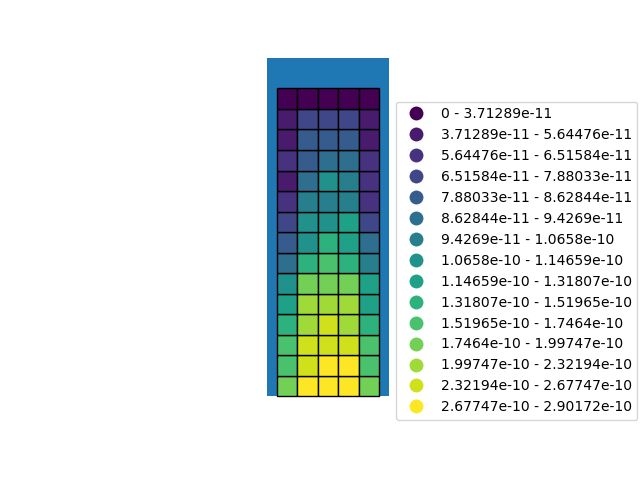 0 - 3.71289e-11
3.71289e-11 - 5.64476e-11
5.64476e-11 - 6.51584e-11
6.51584e-11 - 7.88033e-11
7.88033e-11 - 8.62844e-11
8.62844e-11 - 9.4269e-11
9.4269e-11 - 1.0658e-10
1.0658e-10 - 1.14659e-10
1.14659e-10 - 1.31807e-10
1.31807e-10 - 1.51965e-10
1.51965e-10 - 1.7464e-10
1.7464e-10 - 1.99747e-10
1.99747e-10 - 2.32194e-10
2.32194e-10 - 2.67747e-10
2.67747e-10 - 2.90172e-10